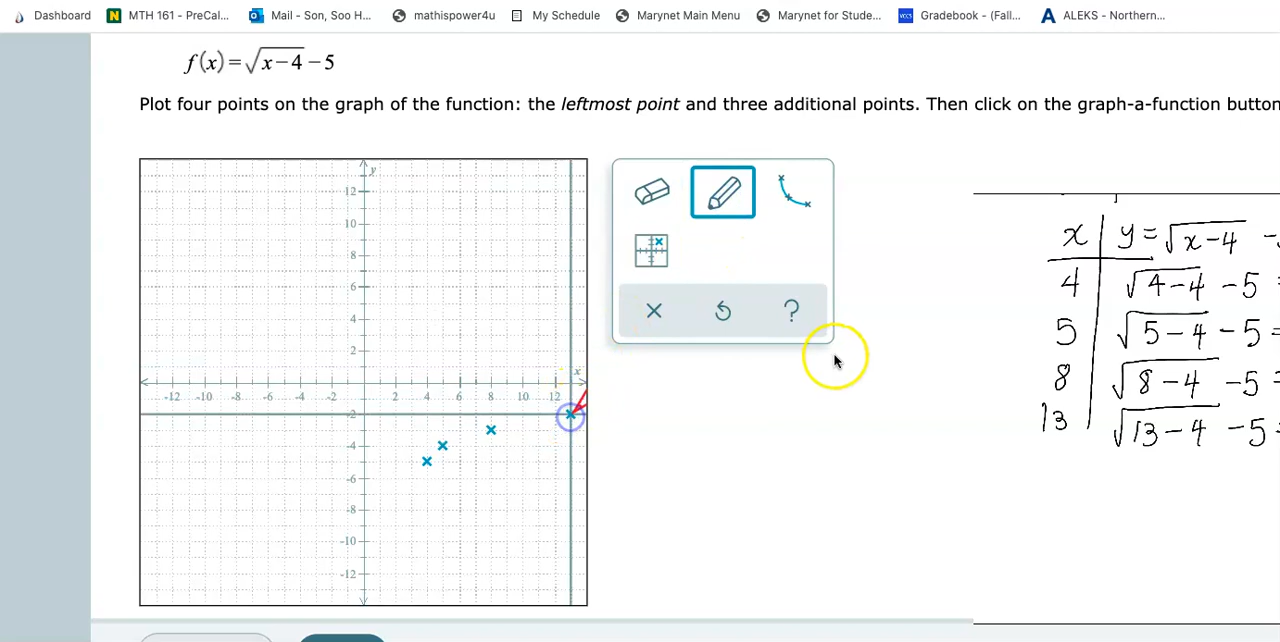 Dashboard N MTH 161 - PreCal... Mail - Son, Soo H... mathispower4u My Schedule Marynet Main Menu Marynet for Stude... VCCS Gradebook - (Fall... A ALEKS - Northern...
f(x)=√x-4 -5
Plot four points on the graph of the function: the leftmost point and three additional points. Then click on the graph-a-function button
y
12
10
8
6
4
2
x
-12 -10 -8 -6 -4 -2 2 4 6 8 10 12
-2
-4
-6
-8
-10
-12
?
x y=√x-4 -
4 √4-4 -5 =
5 √5-4 -5 =
8 √8-4 -5 =
13 √13-4 -5 =